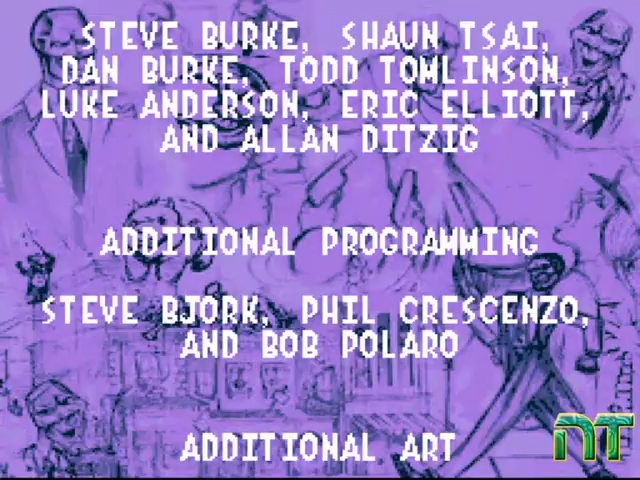 STEVE BURKE, SHAUN TSAI,
DAN BURKE, TODD TOMLINSON,
LUKE ANDERSON, ERIC ELLIOTT,
AND ALLAN DITZIG
ADDITIONAL PROGRAMMING
STEVE BJORK, PHIL CRESCENZO,
AND BOB POLARO
ADDITIONAL ART
NT